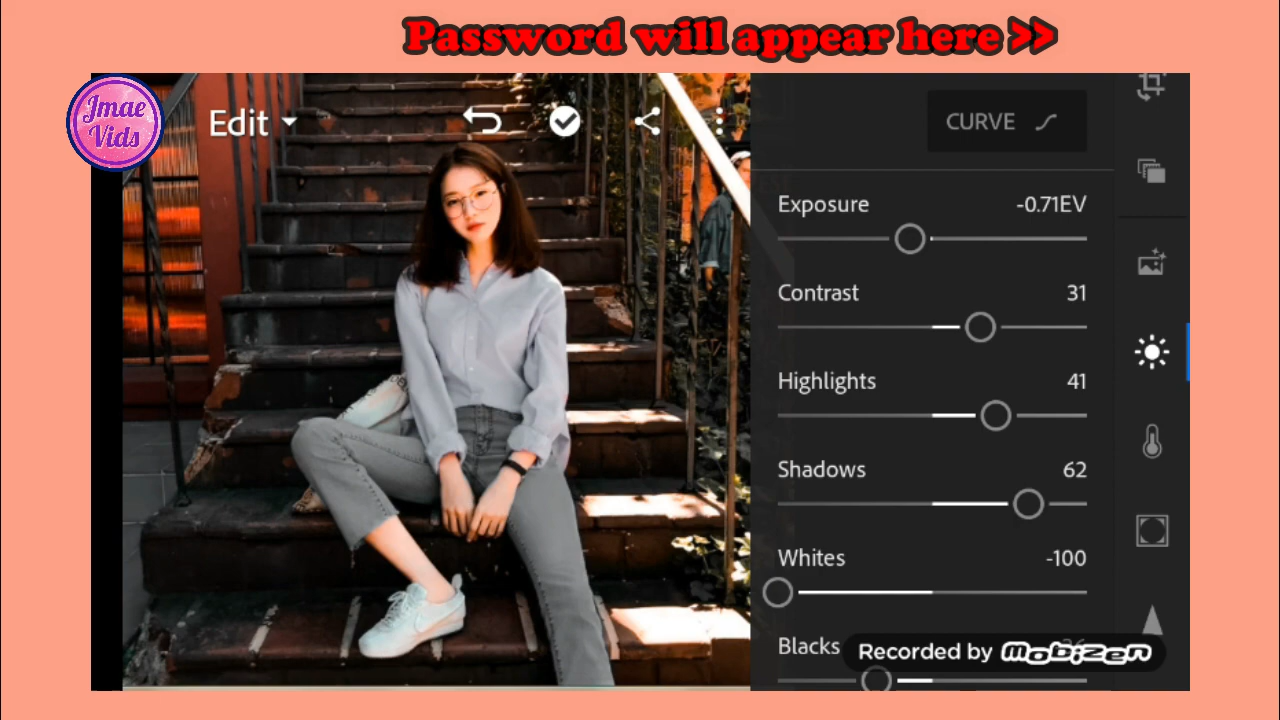 Password will appear here >>
Jmae
Vids
Edit
CURVE
Exposure -0.71EV
Contrast 31
Highlights 41
Shadows 62
Whites -100
Blacks
Recorded by mobizen